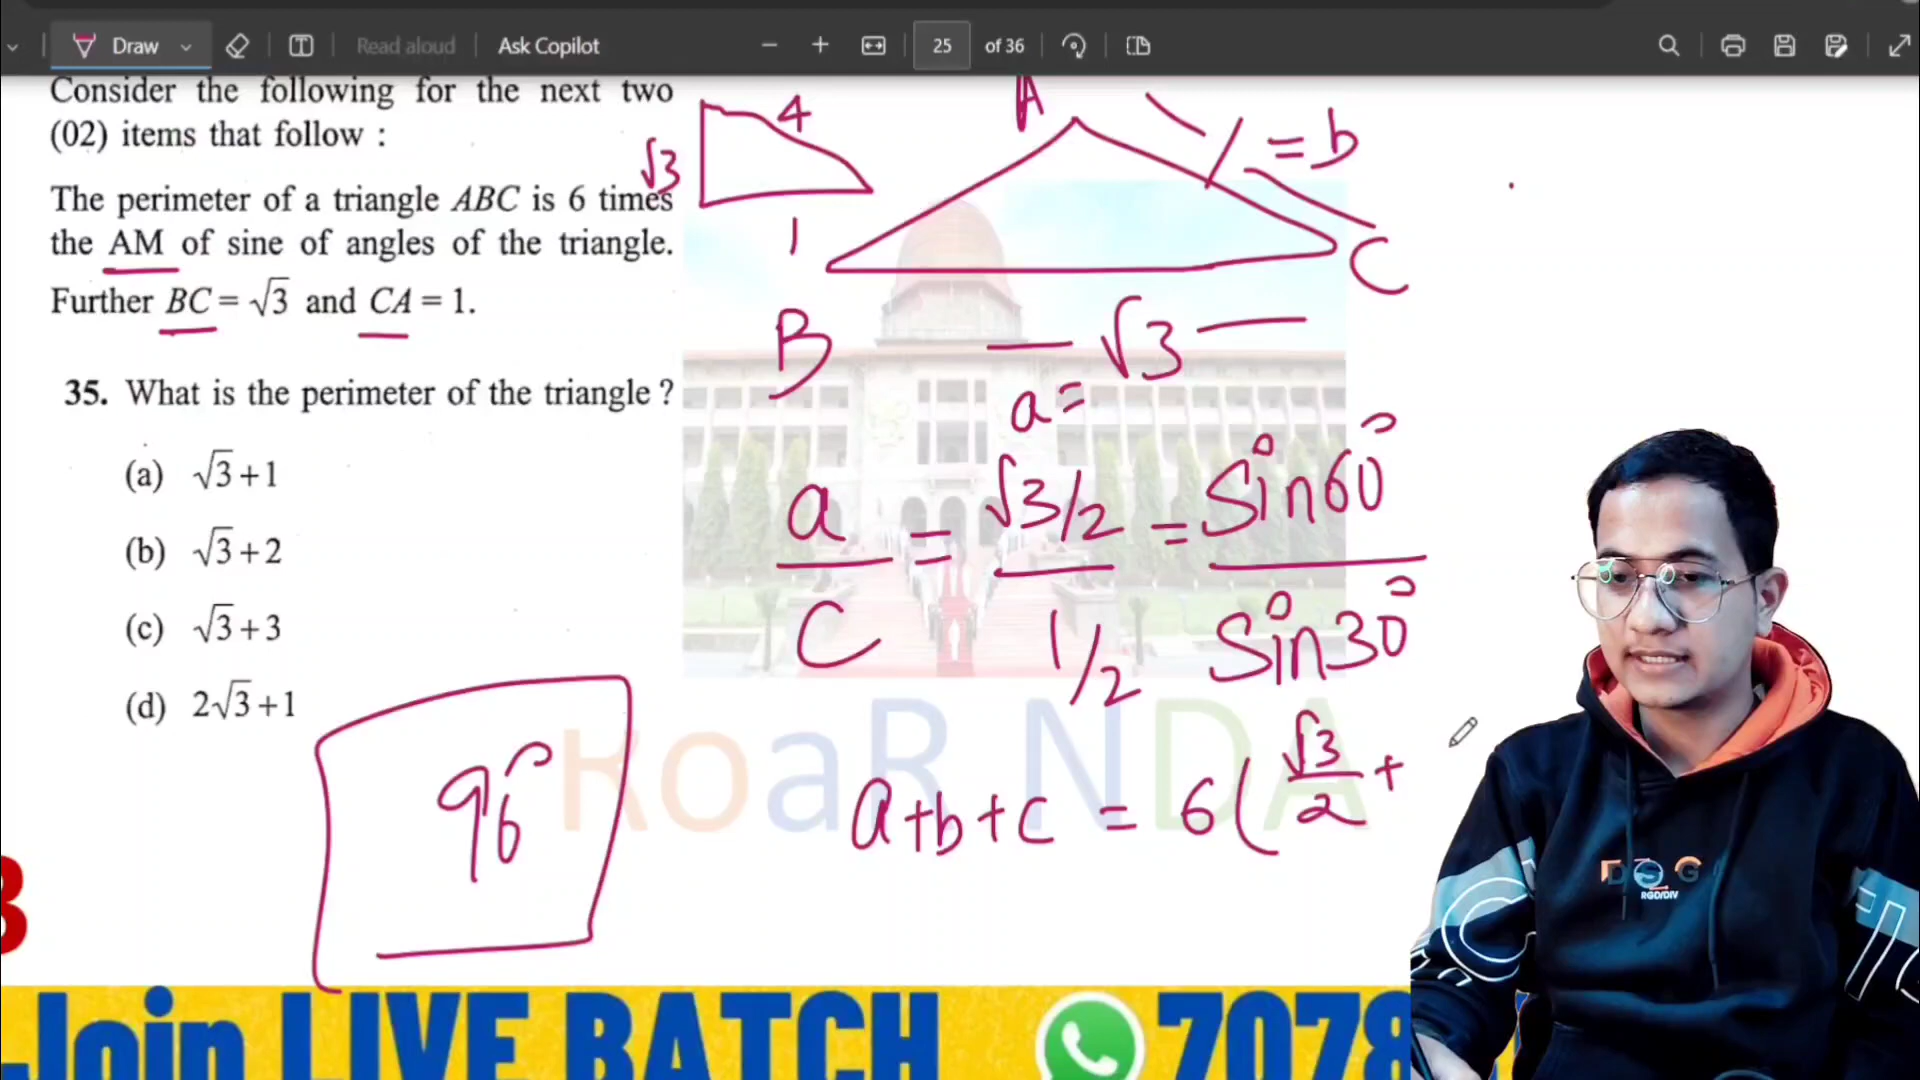 Draw
Read aloud
Ask Copilot
25 of 36
Consider the following for the next two
(02) items that follow :
The perimeter of a triangle ABC is 6 times
the AM of sine of angles of the triangle.
Further BC = √3 and CA = 1.
35. What is the perimeter of the triangle ?
(a) √3+1
(b) √3+2
(c) √3+3
(d) 2√3+1
√3
4
1
A
1 = b
C
B
√3
a =
a/c = (√3/2)/(1/2) = sin60°/sin30°
a+b+c = 6(√3/2 +
RoaR NDA
DSG
RGD/DIV
Join LIVE BATCH
7078